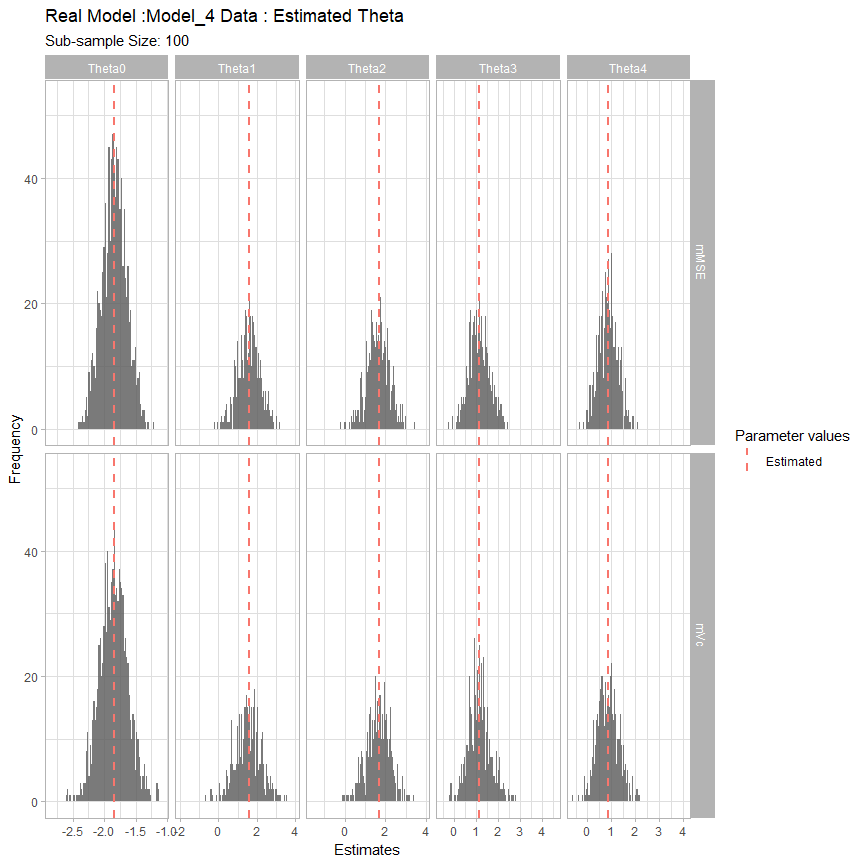 Real Model :Model_4 Data : Estimated Theta
Sub-sample Size: 100
Theta0 Theta1 Theta2 Theta3 Theta4
40
20
0
mMSE
40
20
0
mVc
Frequency
-2.5 -2.0 -1.5 -1.0 -2 0 2 4 0 2 4 0 1 2 3 4 0 1 2 3 4
Estimates
Parameter values
Estimated